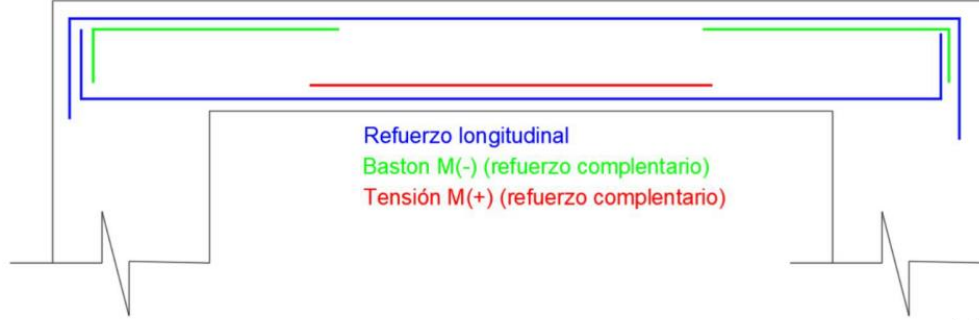 Refuerzo longitudinal
Baston M(-) (refuerzo complentario)
Tensión M(+) (refuerzo complentario)